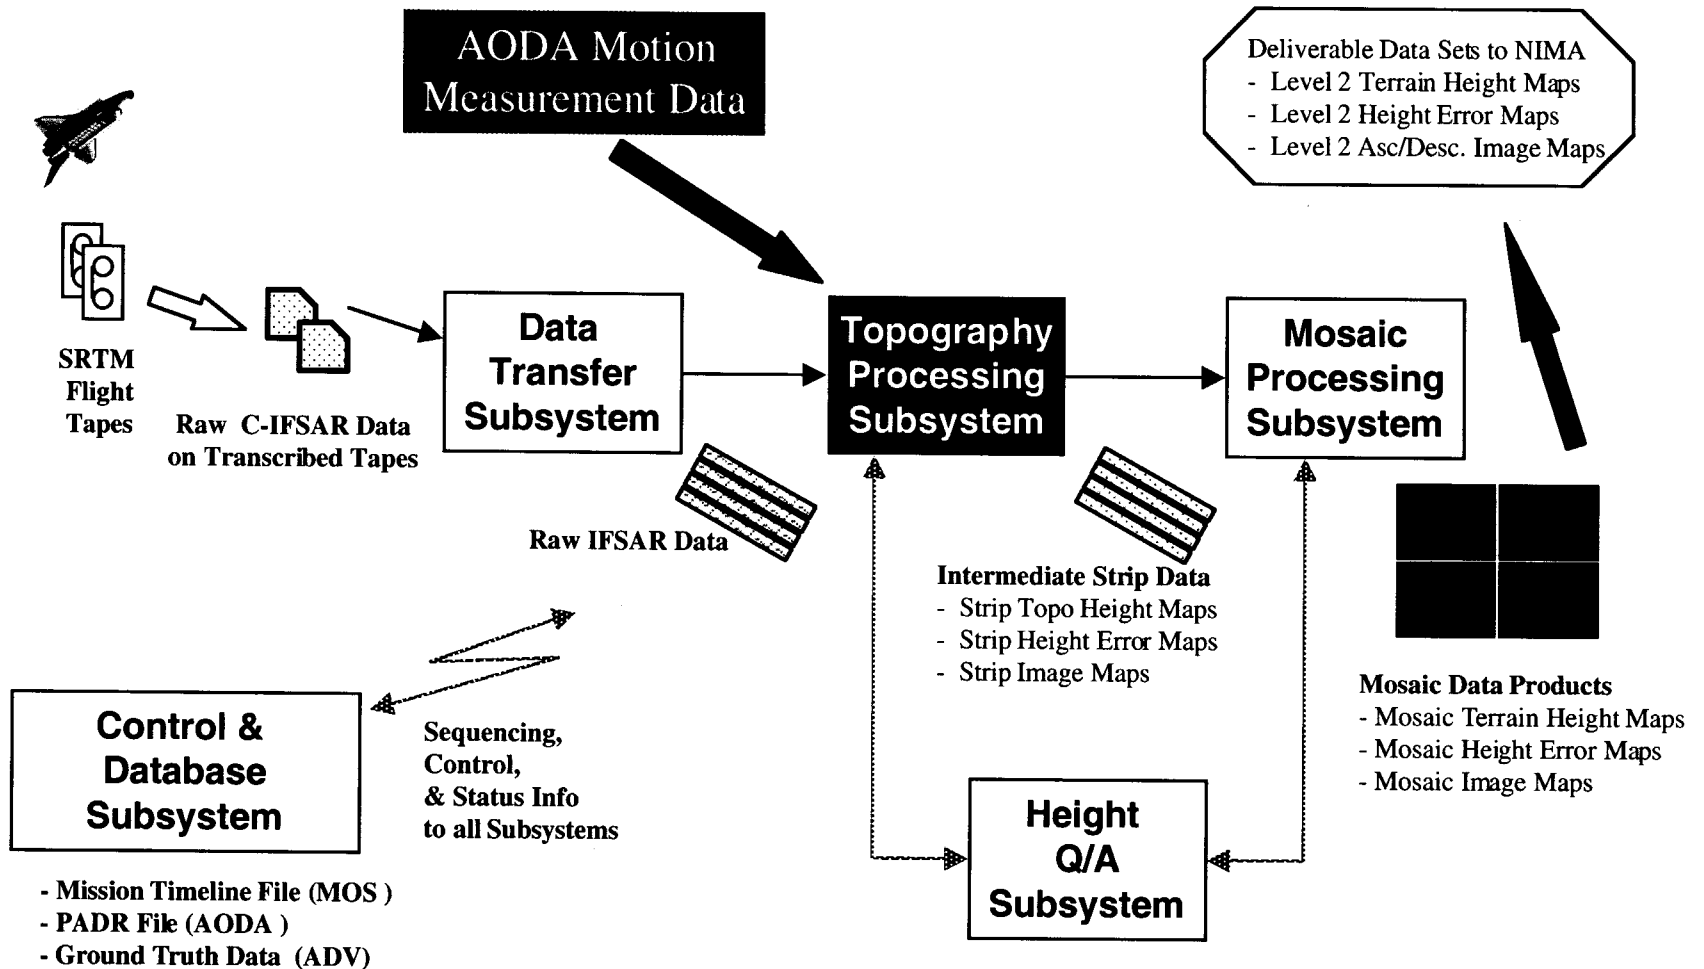 AODA Motion
Measurement Data
Deliverable Data Sets to NIMA
- Level 2 Terrain Height Maps
- Level 2 Height Error Maps
- Level 2 Asc/Desc. Image Maps
SRTM
Flight
Tapes
Raw C-IFSAR Data
on Transcribed Tapes
Data
Transfer
Subsystem
Topography
Processing
Subsystem
Mosaic
Processing
Subsystem
Raw IFSAR Data
Intermediate Strip Data
- Strip Topo Height Maps
- Strip Height Error Maps
- Strip Image Maps
Mosaic Data Products
- Mosaic Terrain Height Maps
- Mosaic Height Error Maps
- Mosaic Image Maps
Control &
Database
Subsystem
Sequencing,
Control,
& Status Info
to all Subsystems
Height
Q/A
Subsystem
- Mission Timeline File (MOS )
- PADR File (AODA )
- Ground Truth Data (ADV)